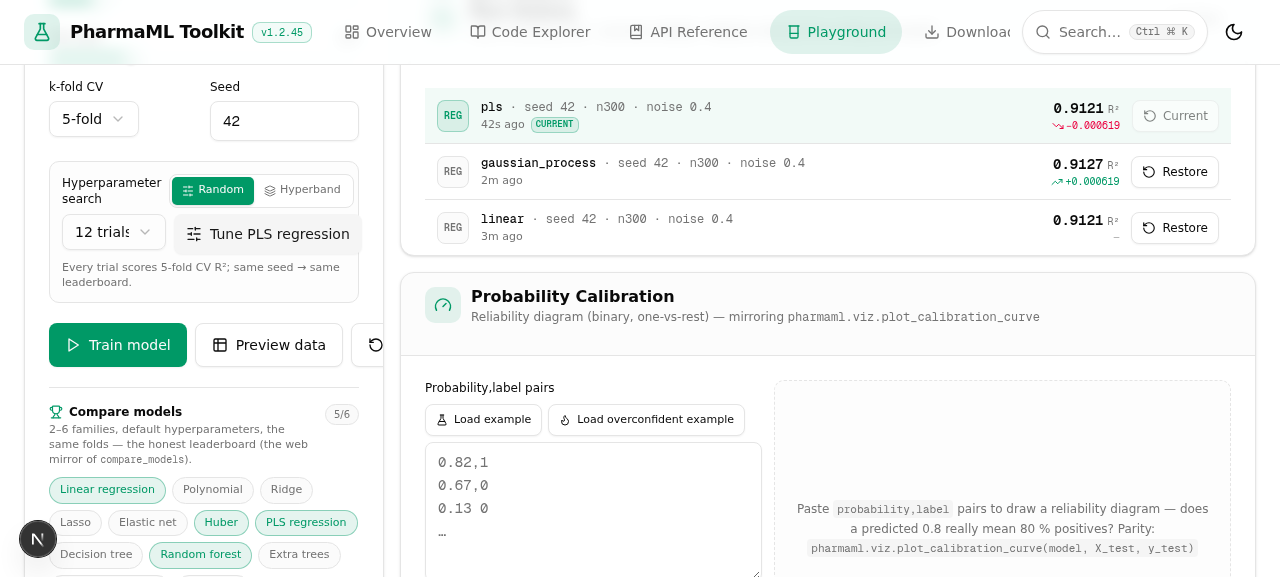 PharmaML Toolkit v1.2.45 Overview Code Explorer API Reference Playground Download Search... Ctrl ⌘ K
k-fold CV Seed
5-fold 42
Hyperparameter search Random Hyperband
12 trials Tune PLS regression
Every trial scores 5-fold CV R²; same seed → same
leaderboard.
Train model Preview data
Compare models 5/6
2–6 families, default hyperparameters, the
same folds — the honest leaderboard (the web
mirror of compare_models).
Linear regression Polynomial Ridge
Lasso Elastic net Huber PLS regression
N Decision tree Random forest Extra trees
REG pls · seed 42 · n300 · noise 0.4 0.9121 R² Current
42s ago CURRENT -0.000619
REG gaussian_process · seed 42 · n300 · noise 0.4 0.9127 R² Restore
2m ago +0.000619
REG linear · seed 42 · n300 · noise 0.4 0.9121 R² Restore
3m ago –
Probability Calibration
Reliability diagram (binary, one-vs-rest) — mirroring pharmaml.viz.plot_calibration_curve
Probability,label pairs
Load example Load overconfident example
0.82,1
0.67,0
0.13 0
…
Paste probability,label pairs to draw a reliability diagram — does
a predicted 0.8 really mean 80 % positives? Parity:
pharmaml.viz.plot_calibration_curve(model, X_test, y_test)